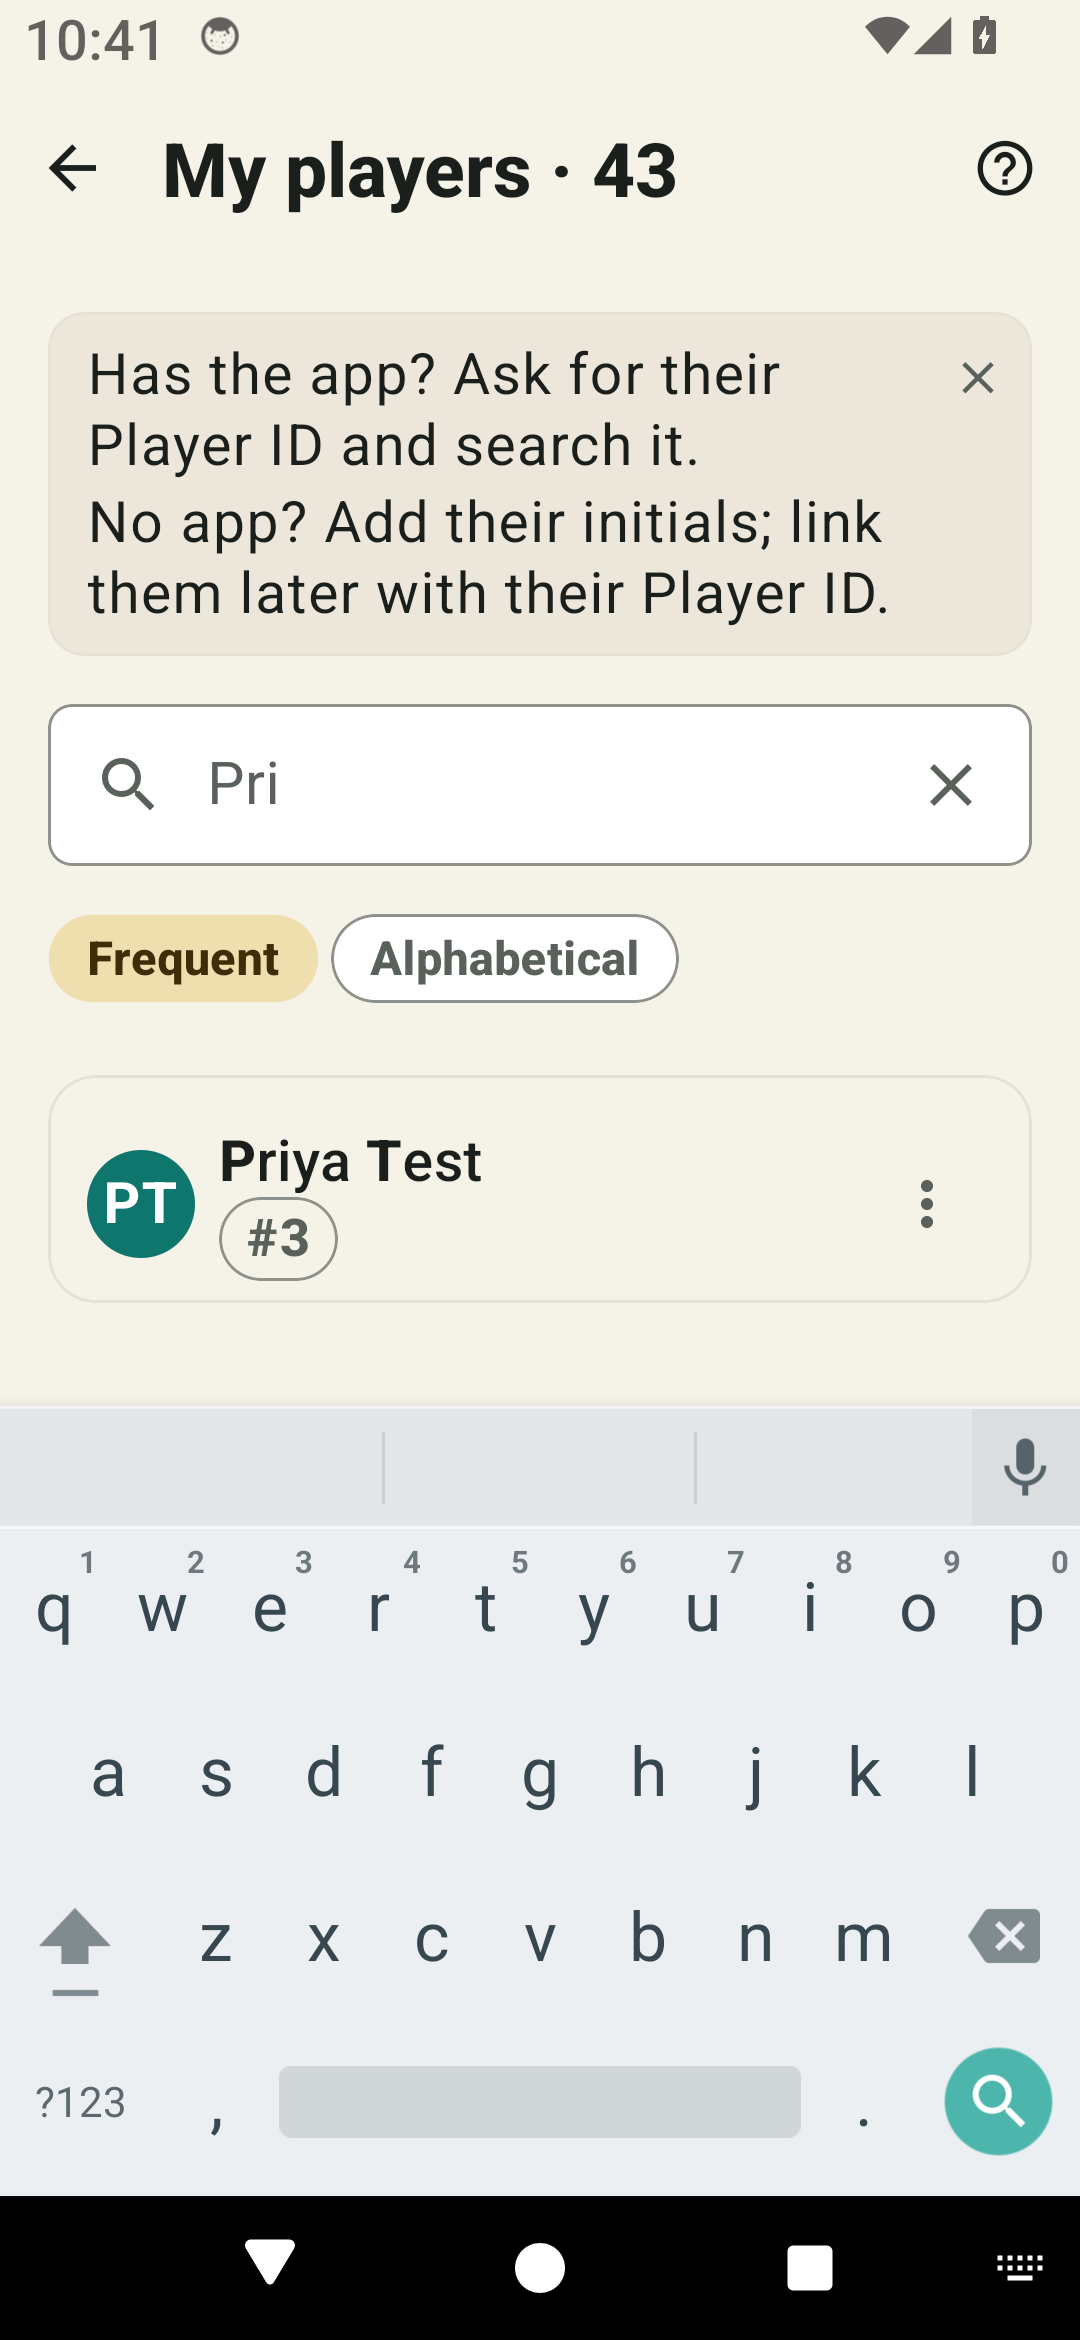 10:41
My players · 43
Has the app? Ask for their
Player ID and search it.
No app? Add their initials; link
them later with their Player ID.
Pri
Frequent
Alphabetical
PT
Priya Test
#3
1 2 3 4 5 6 7 8 9 0
q w e r t y u i o p
a s d f g h j k l
z x c v b n m
?123 , .